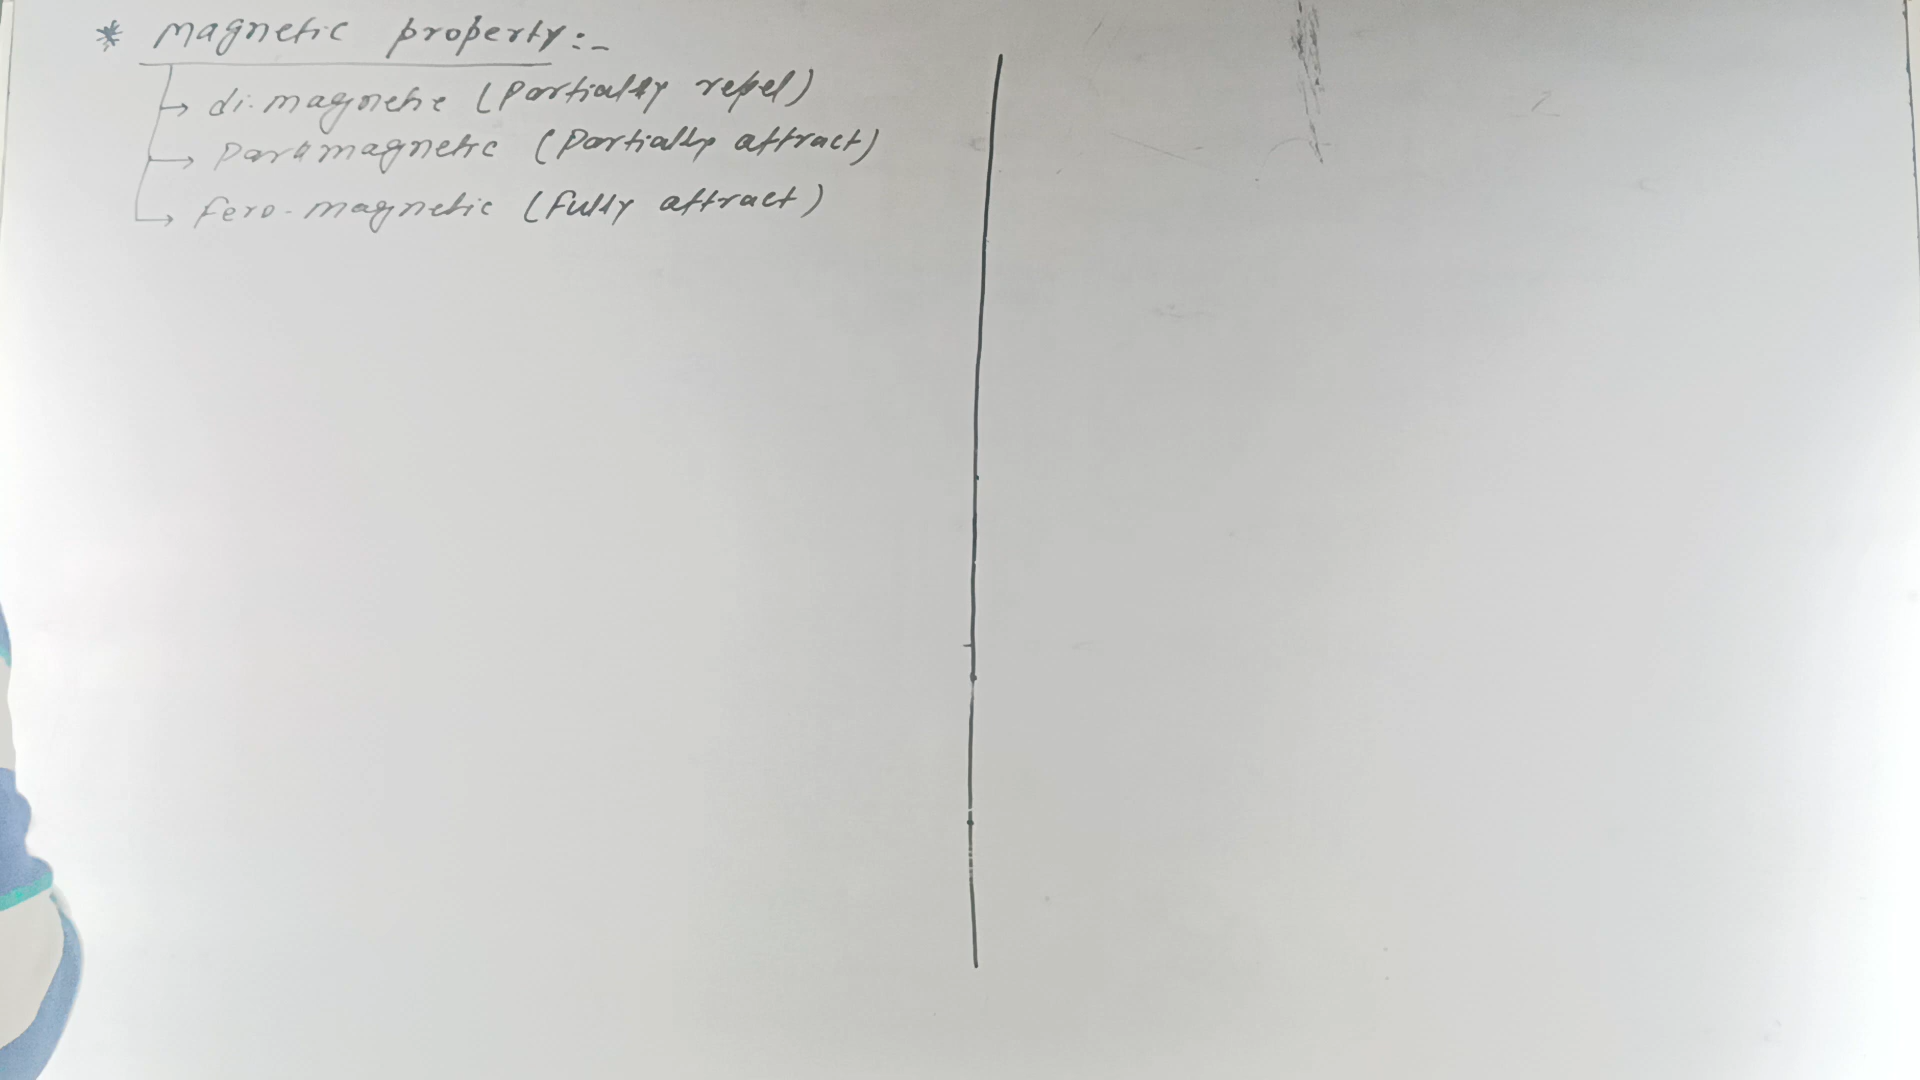 * magnetic property :-
→ di-magnetic (Partially repel)
→ Paramagnetic (Partially attract)
→ fero-magnetic (fully attract)